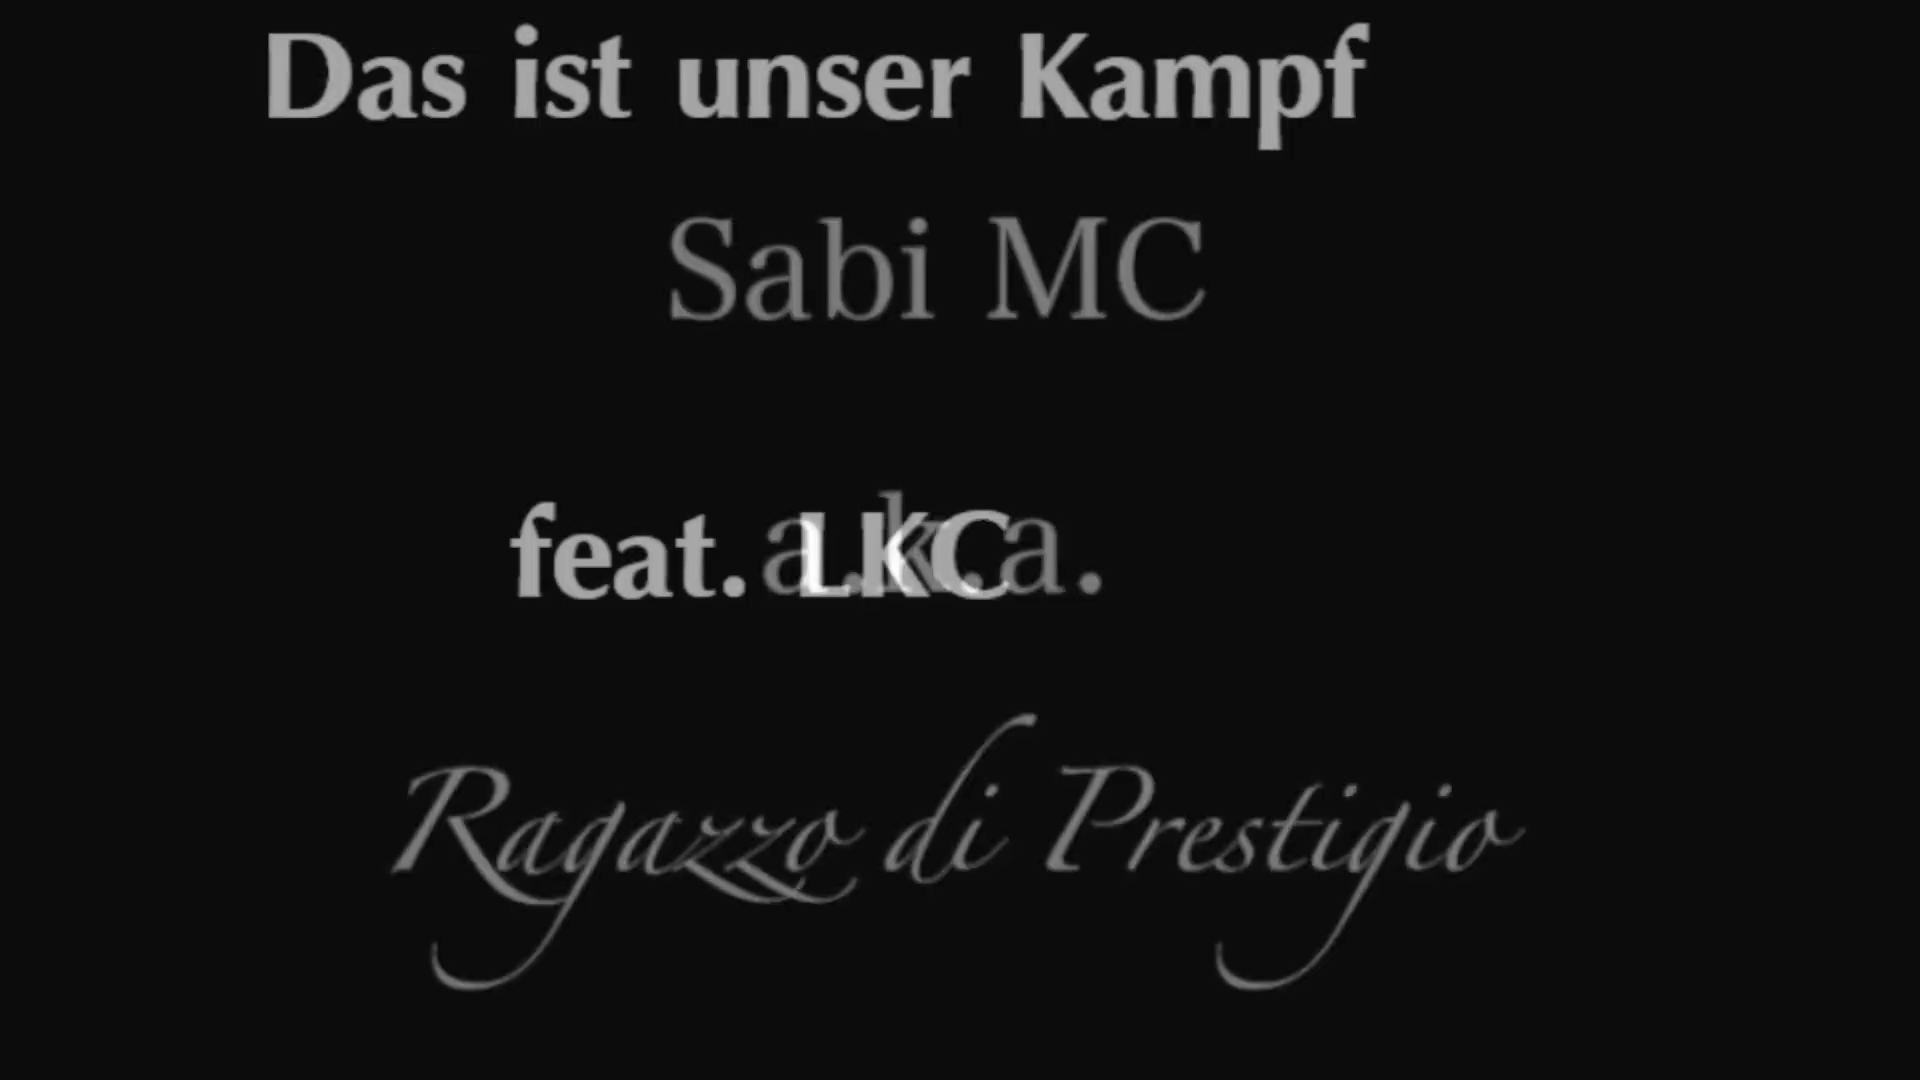 Das ist unser Kampf
Sabi MC
feat. LKC
a.k.a.
Ragazzo di Prestigio